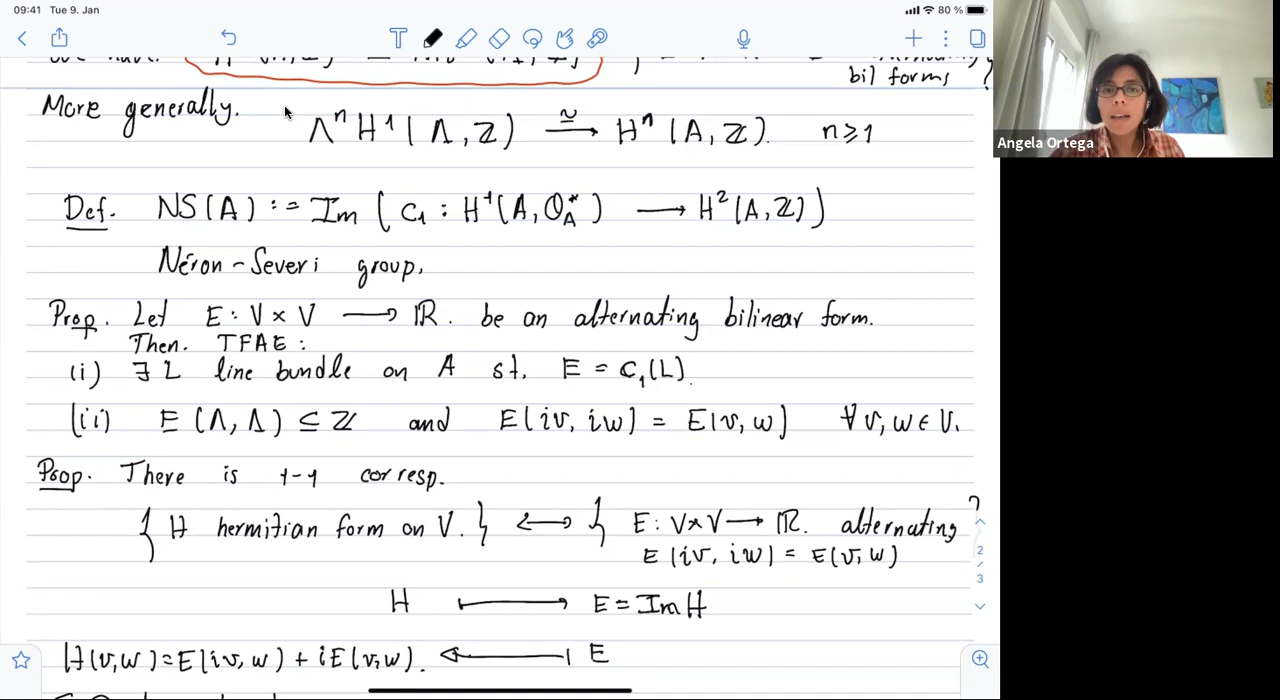 09:41 Tue 9. Jan
80 %
bil forms ?
More generally. Λⁿ H¹(Λ, ℤ) ≅⟶ Hⁿ(A, ℤ). n ≥ 1
Def. NS(A) := Im (c₁ : H¹(A, O_A^*) ⟶ H²(A, ℤ))
Néron-Severi group.
Prop. Let E : V × V ⟶ ℝ. be an alternating bilinear form.
Then. TFAE :
(i) ∃ L line bundle on A st. E = c₁(L).
(ii) E(Λ, Λ) ⊆ ℤ and E(iv, iw) = E(v, w) ∀ v, w ∈ V.
Prop. There is 1-1 corresp.
{ H hermitian form on V. } ⟷ { E : V×V ⟶ ℝ. alternating
E(iv, iw) = E(v, w)
H ⟼ E = Im H
H(v,w) = E(iv, w) + iE(v,w). ⟻ E
2
/
3
Angela Ortega